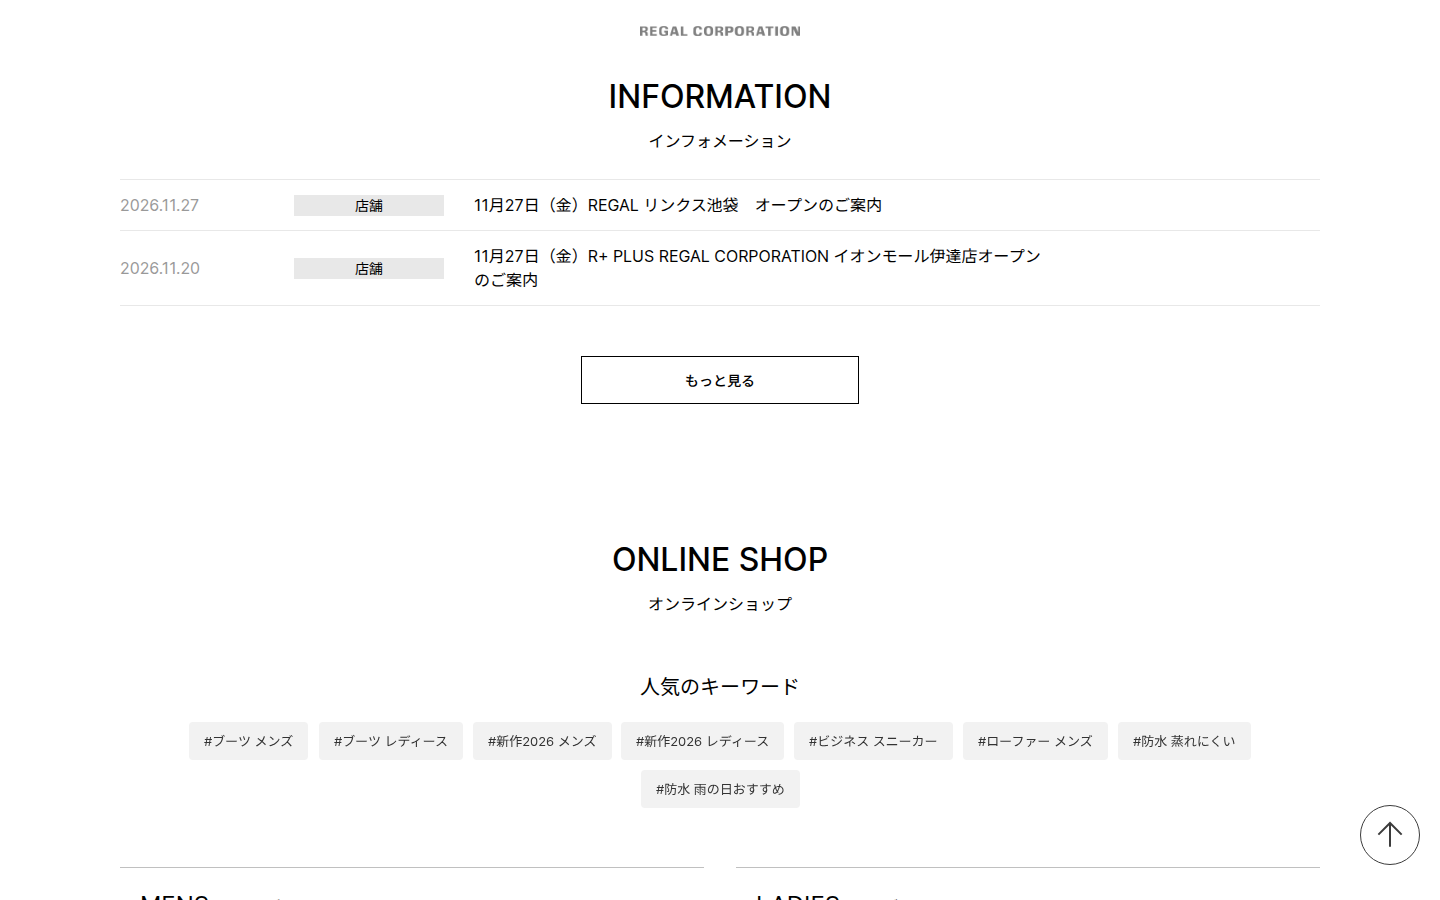 REGAL CORPORATION
INFORMATION
インフォメーション
2026.11.27 店舗 11月27日（金）REGAL リンクス池袋　オープンのご案内
2026.11.20 店舗 11月27日（金）R+ PLUS REGAL CORPORATION イオンモール伊達店オープン
のご案内
もっと見る
ONLINE SHOP
オンラインショップ
人気のキーワード
#ブーツ メンズ #ブーツ レディース #新作2026 メンズ #新作2026 レディース #ビジネス スニーカー #ローファー メンズ #防水 蒸れにくい
#防水 雨の日おすすめ
MENS LADIES